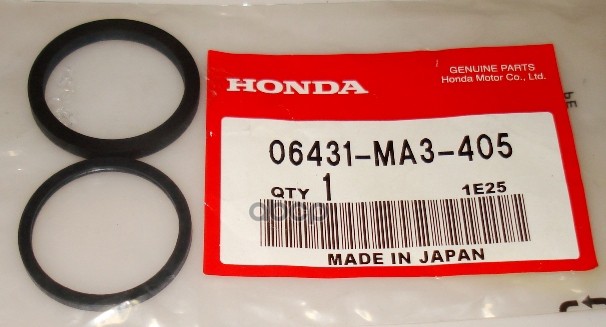 GENUINE PARTS
HONDA
Honda Motor Co., Ltd.
06431-MA3-405
QTY 1 1E25
MADE IN JAPAN